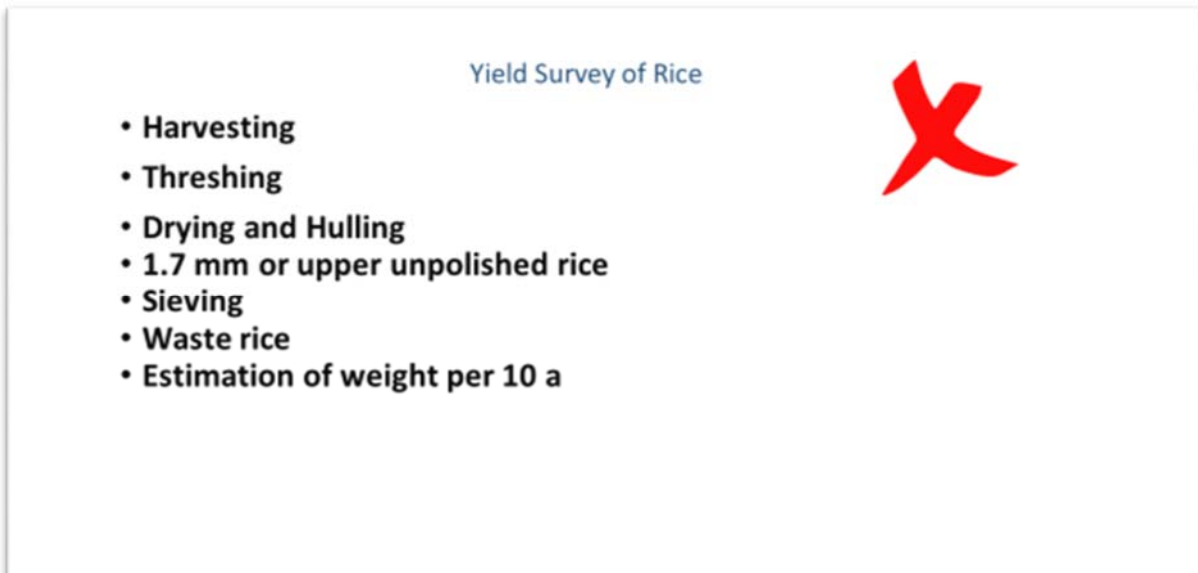 Yield Survey of Rice
• Harvesting
• Threshing
• Drying and Hulling
• 1.7 mm or upper unpolished rice
• Sieving
• Waste rice
• Estimation of weight per 10 a